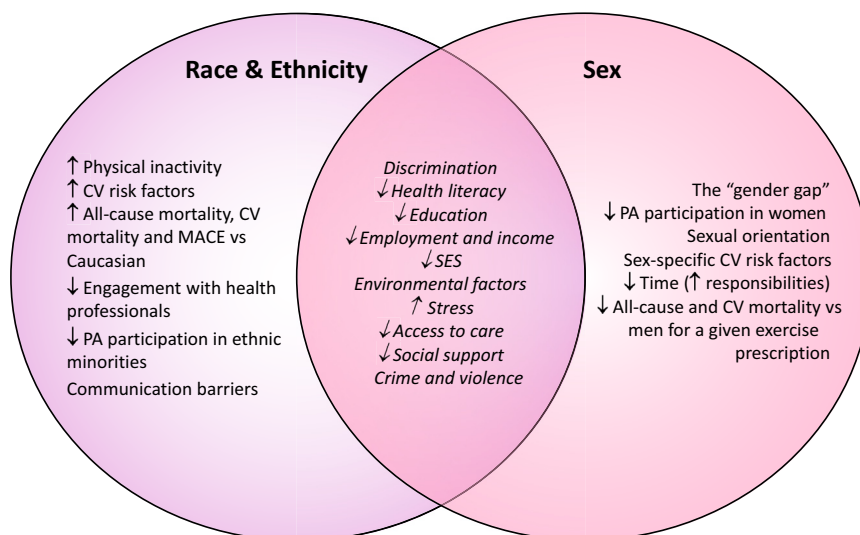 Race & Ethnicity
↑ Physical inactivity
↑ CV risk factors
↑ All-cause mortality, CV
mortality and MACE vs
Caucasian
↓ Engagement with health
professionals
↓ PA participation in ethnic
minorities
Communication barriers
Discrimination
↓ Health literacy
↓ Education
↓ Employment and income
↓ SES
Environmental factors
↑ Stress
↓ Access to care
↓ Social support
Crime and violence
Sex
The “gender gap”
↓ PA participation in women
Sexual orientation
Sex-specific CV risk factors
↓ Time (↑ responsibilities)
↓ All-cause and CV mortality vs
men for a given exercise
prescription